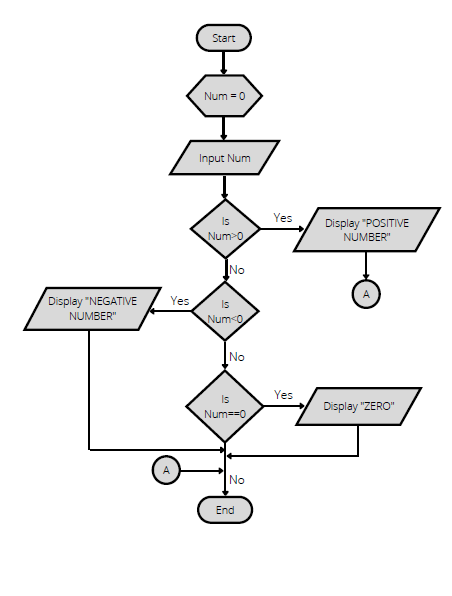 Start
Num = 0
Input Num
Is
Num>0
Yes
Display "POSITIVE
NUMBER"
No
A
Is
Num<0
Yes
Display "NEGATIVE
NUMBER"
No
Is
Num==0
Yes
Display "ZERO"
A
No
End